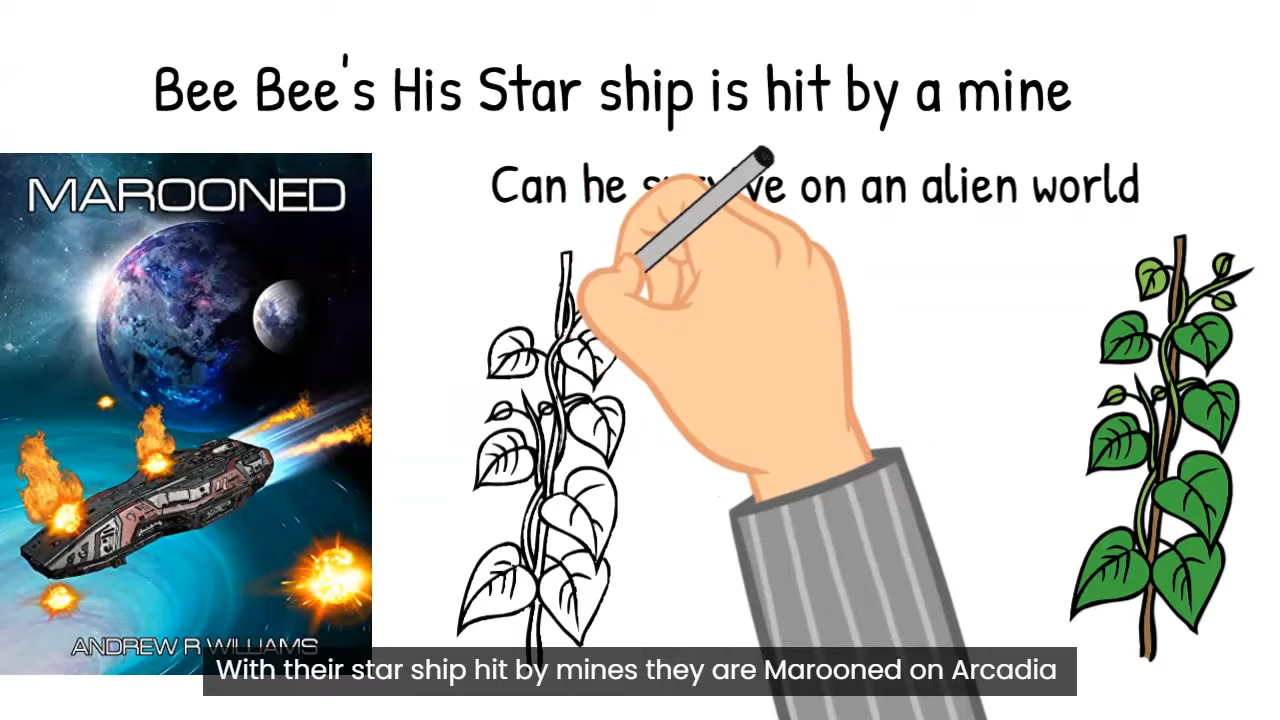 Bee Bee's His Star ship is hit by a mine
Can he ve on an alien world
MAROONED
ANDREW R WILLIAMS
With their star ship hit by mines they are Marooned on Arcadia